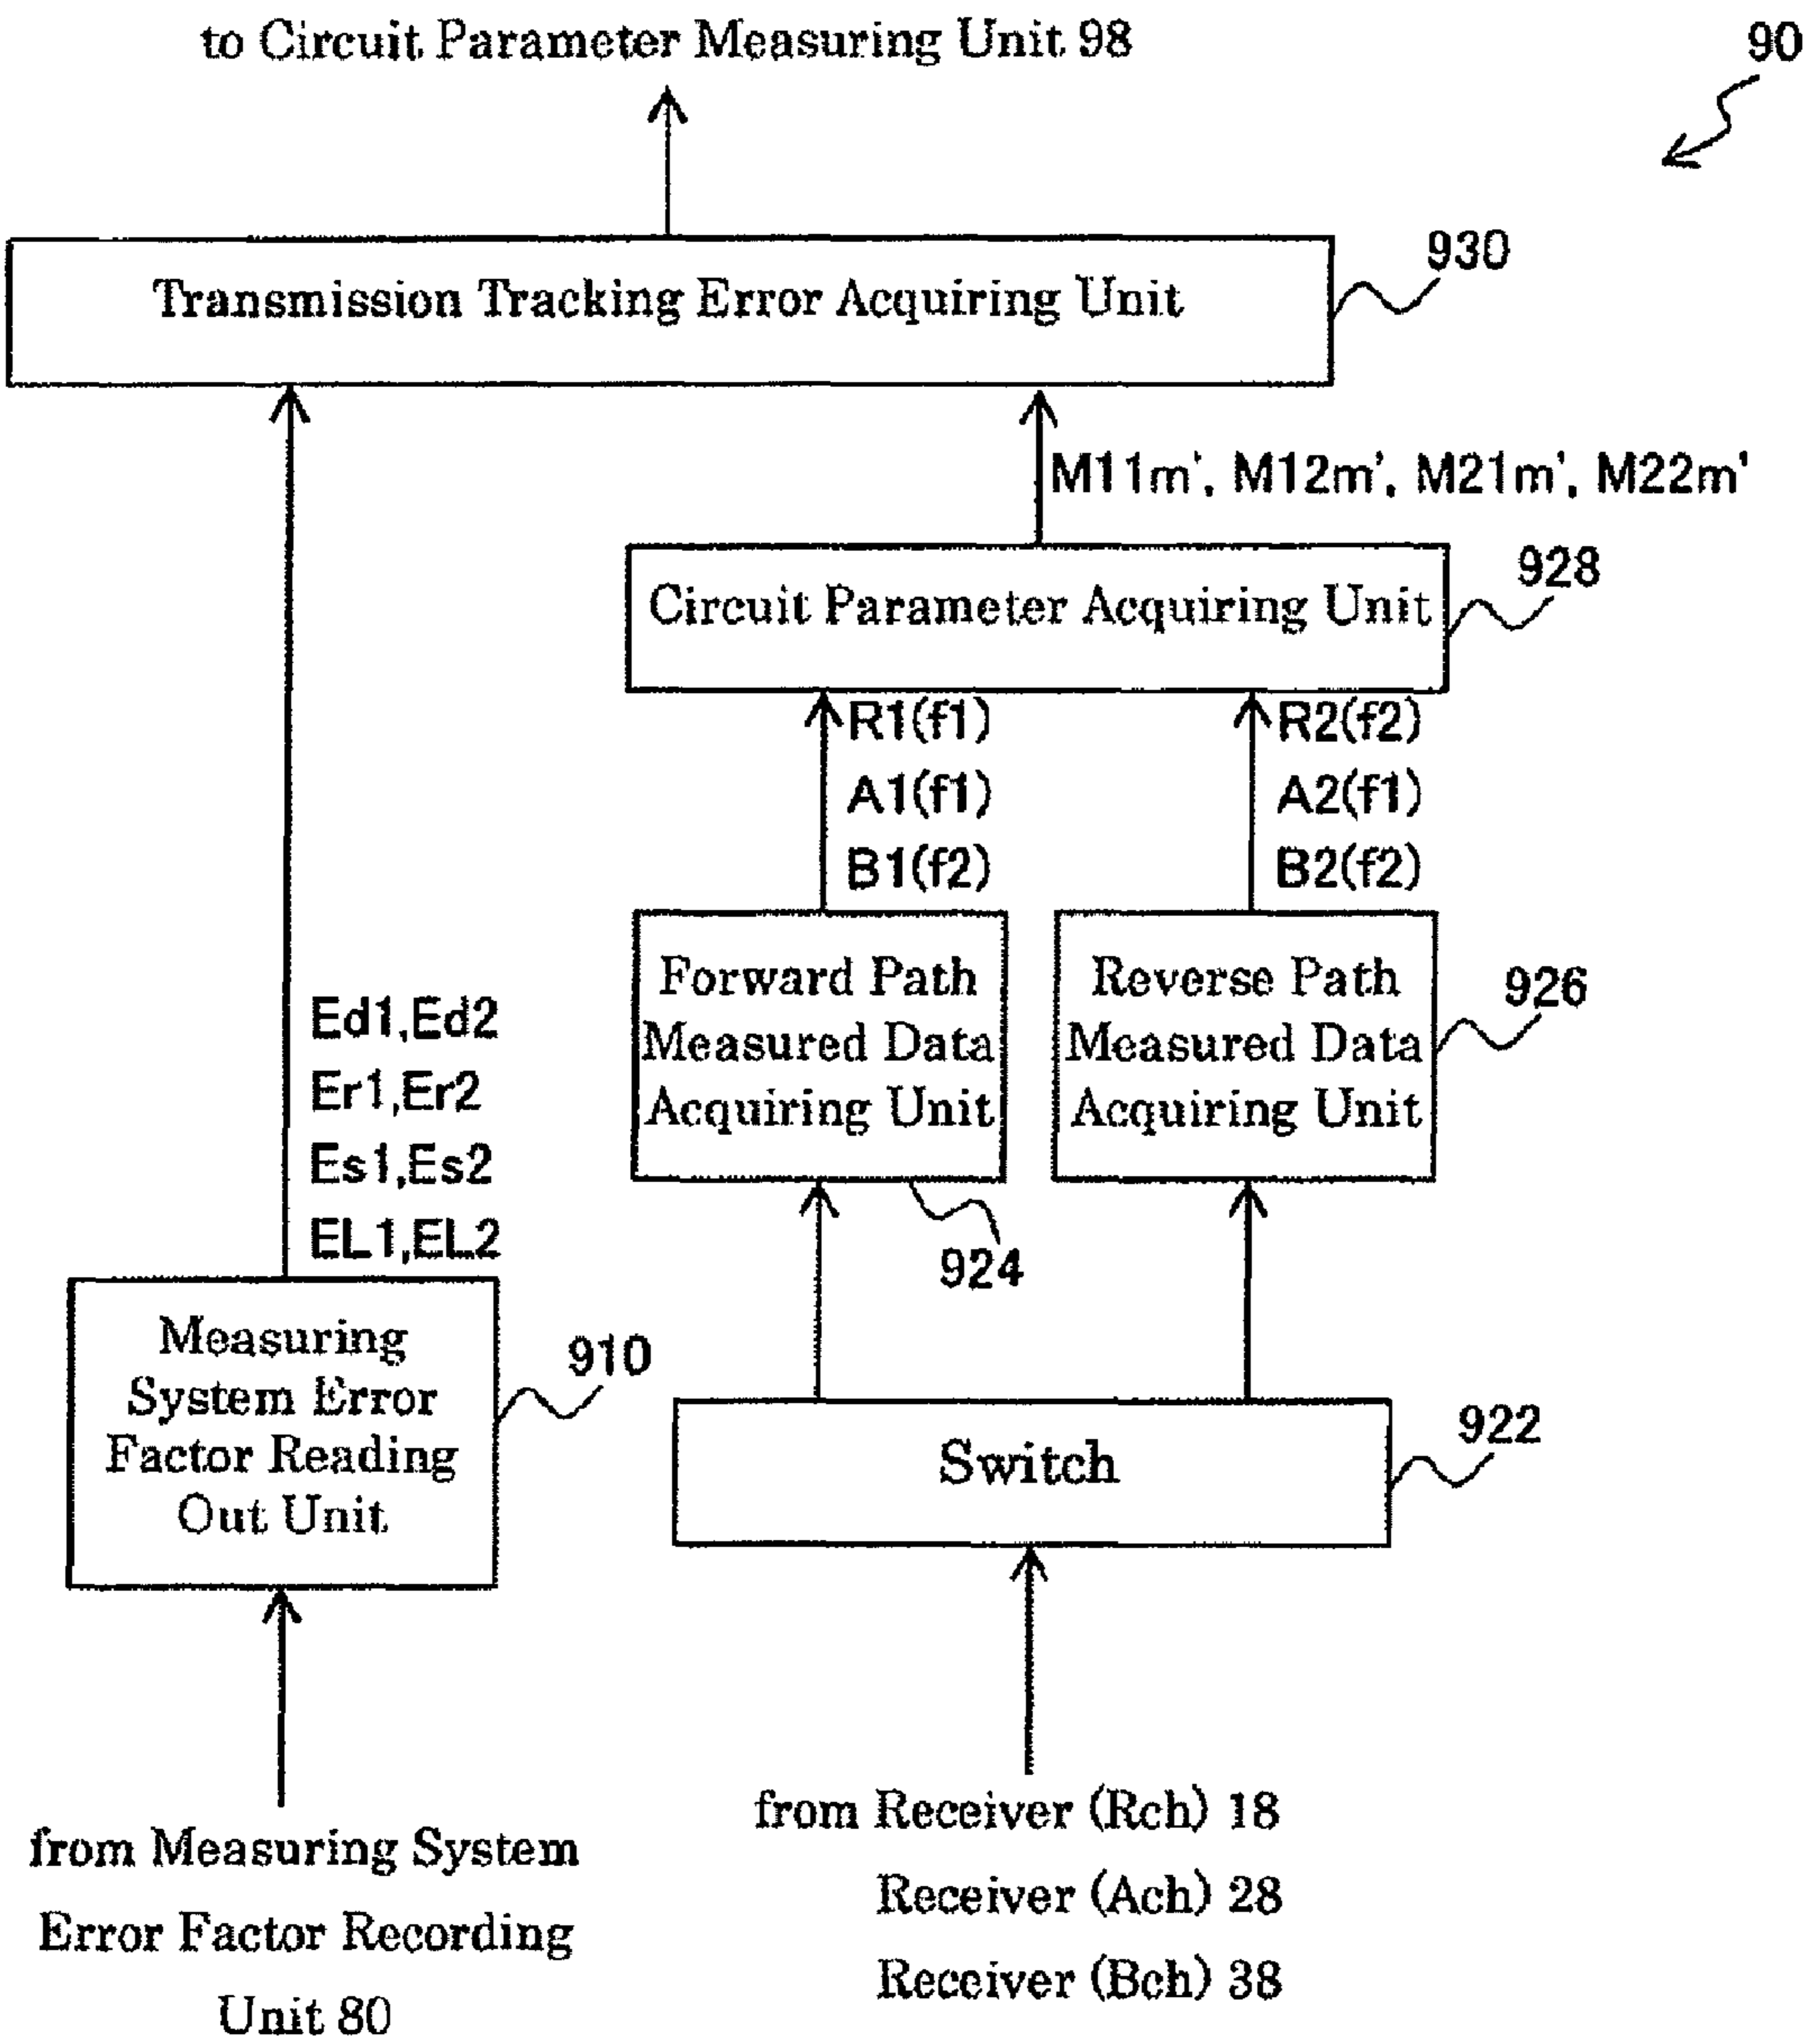 to Circuit Parameter Measuring Unit 98
90
930
Transmission Tracking Error Acquiring Unit
M11m', M12m', M21m', M22m'
928
Circuit Parameter Acquiring Unit
R1(f1)
A1(f1)
B1(f2)
R2(f2)
A2(f1)
B2(f2)
Forward Path
Measured Data
Acquiring Unit
924
Reverse Path
Measured Data
Acquiring Unit
926
Ed1,Ed2
Er1,Er2
Es1,Es2
EL1,EL2
Measuring
System Error
Factor Reading
Out Unit
910
Switch
922
from Measuring System
Error Factor Recording
Unit 80
from Receiver (Rch) 18
Receiver (Ach) 28
Receiver (Bch) 38